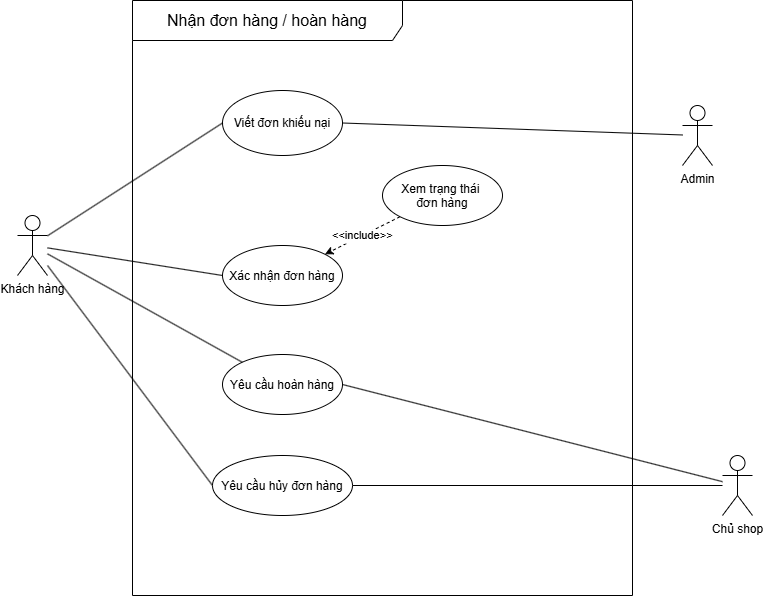 Nhận đơn hàng / hoàn hàng
Viết đơn khiếu nại
Admin
Xem trạng thái
đơn hàng
<<include>>
Xác nhận đơn hàng
Khách hàng
Yêu cầu hoàn hàng
Yêu cầu hủy đơn hàng
Chủ shop